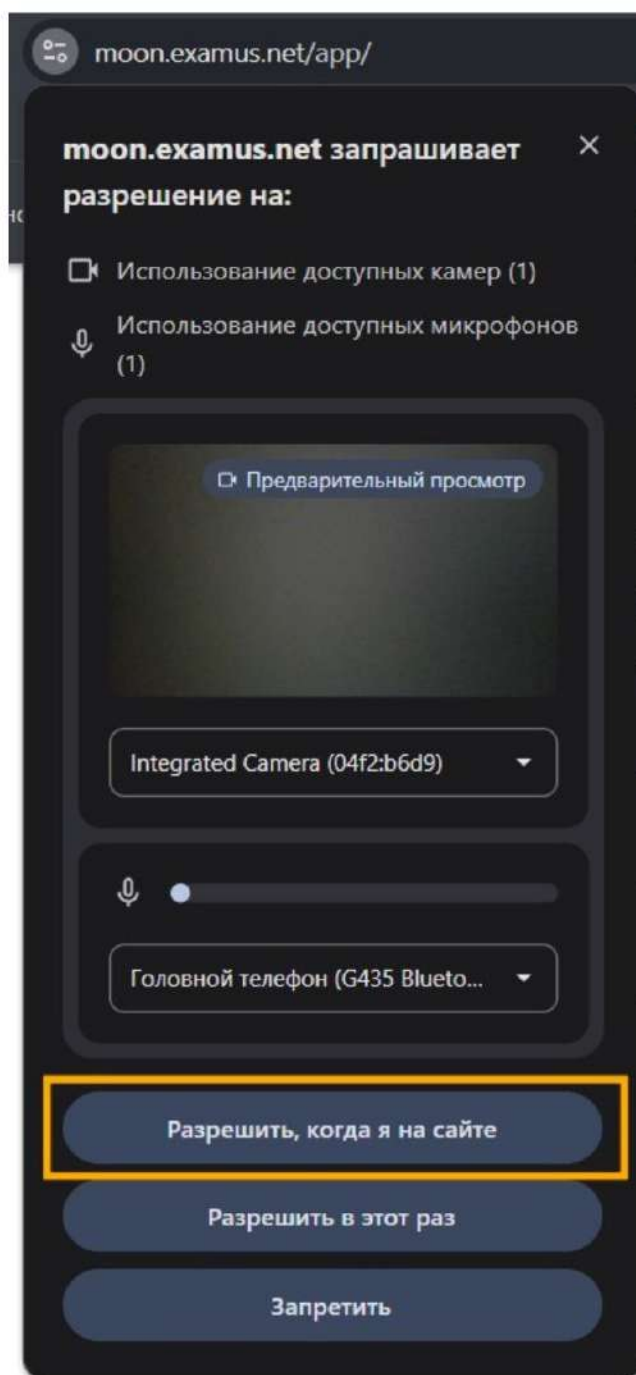 moon.examus.net/app/
moon.examus.net запрашивает
разрешение на:
Использование доступных камер (1)
Использование доступных микрофонов
(1)
Предварительный просмотр
Integrated Camera (04f2:b6d9)
Головной телефон (G435 Blueto...
Разрешить, когда я на сайте
Разрешить в этот раз
Запретить